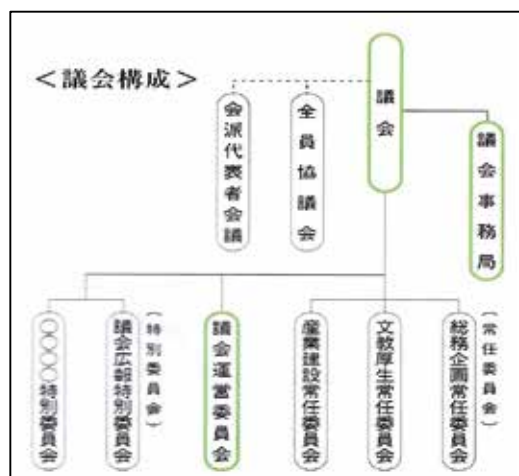 <議会構成>
議会
議会事務局
全員協議会
会派代表者会議
(常任委員会)
総務企画常任委員会
文教厚生常任委員会
産業建設常任委員会
議会運営委員会
(特別委員会)
議会広報特別委員会
○○○○特別委員会